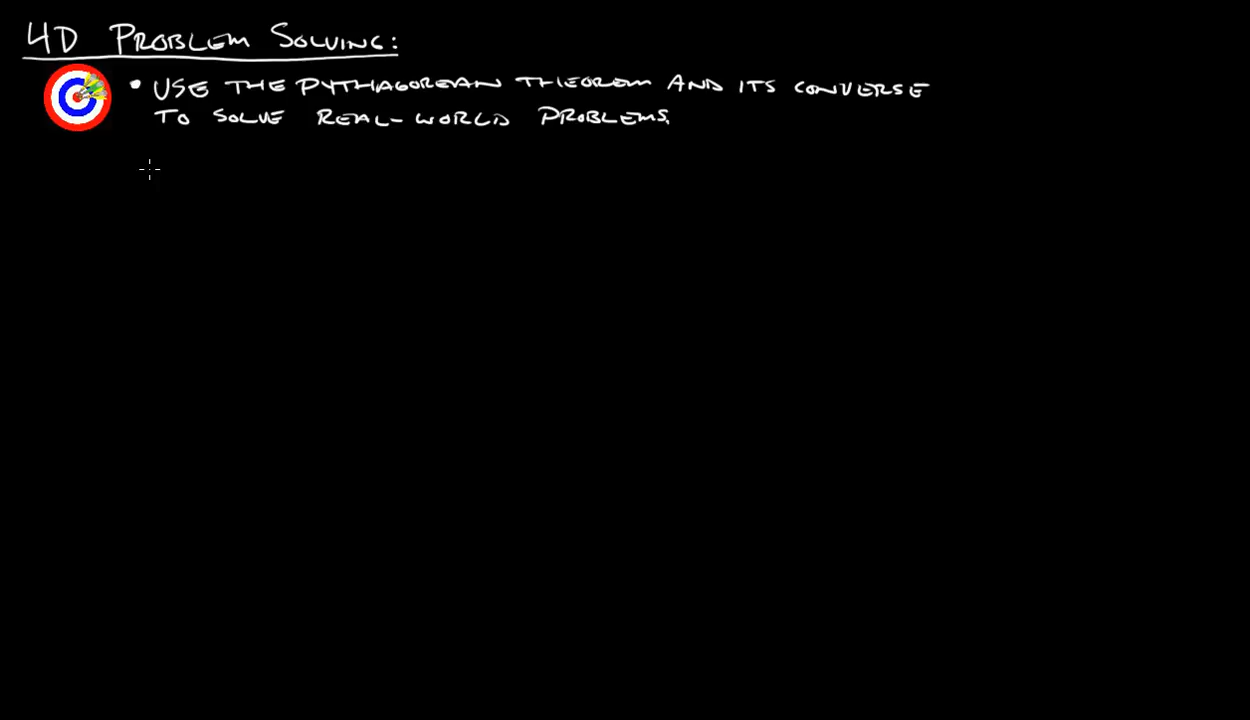 4D PROBLEM SOLVING:
• USE THE PYTHAGOREAN THEOREM AND ITS CONVERSE
TO SOLVE REAL-WORLD PROBLEMS.